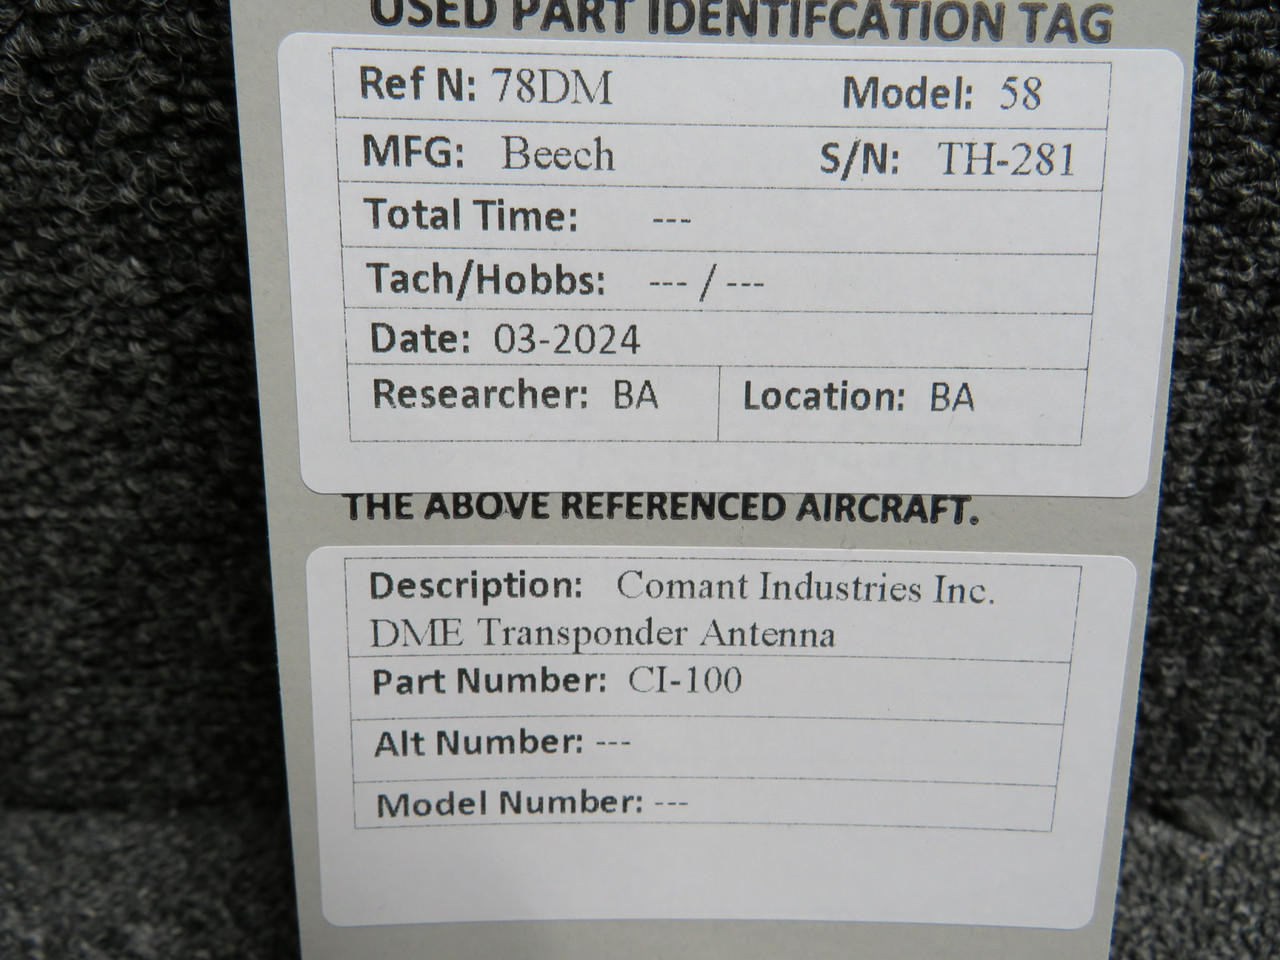 USED PART IDENTIFCATION TAG
Ref N: 78DM Model: 58
MFG: Beech S/N: TH-281
Total Time: ---
Tach/Hobbs: --- / ---
Date: 03-2024
Researcher: BA Location: BA
THE ABOVE REFERENCED AIRCRAFT.
Description: Comant Industries Inc.
DME Transponder Antenna
Part Number: CI-100
Alt Number: ---
Model Number: ---